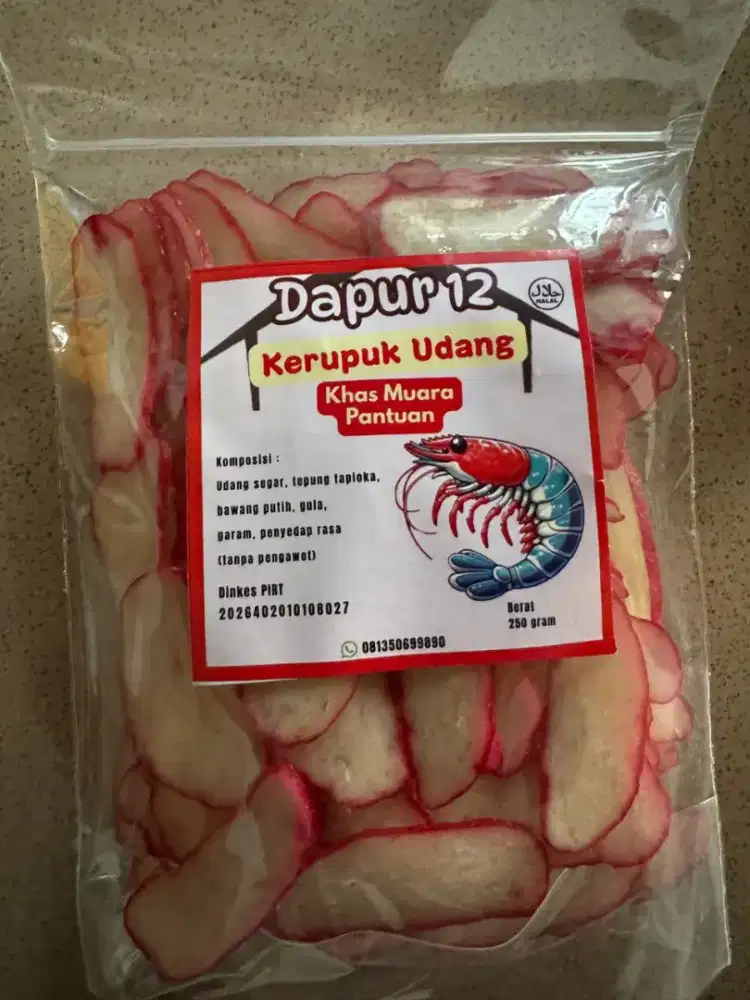 Dapur 12
حلال
HALAL
Kerupuk Udang
Khas Muara
Pantuan
Komposisi :
Udang segar, tepung tapioka,
bawang putih, gula,
garam, penyedap rasa
(tanpa pengawet)
Dinkes PIRT
2026402010108027
Berat
250 gram
081350699890